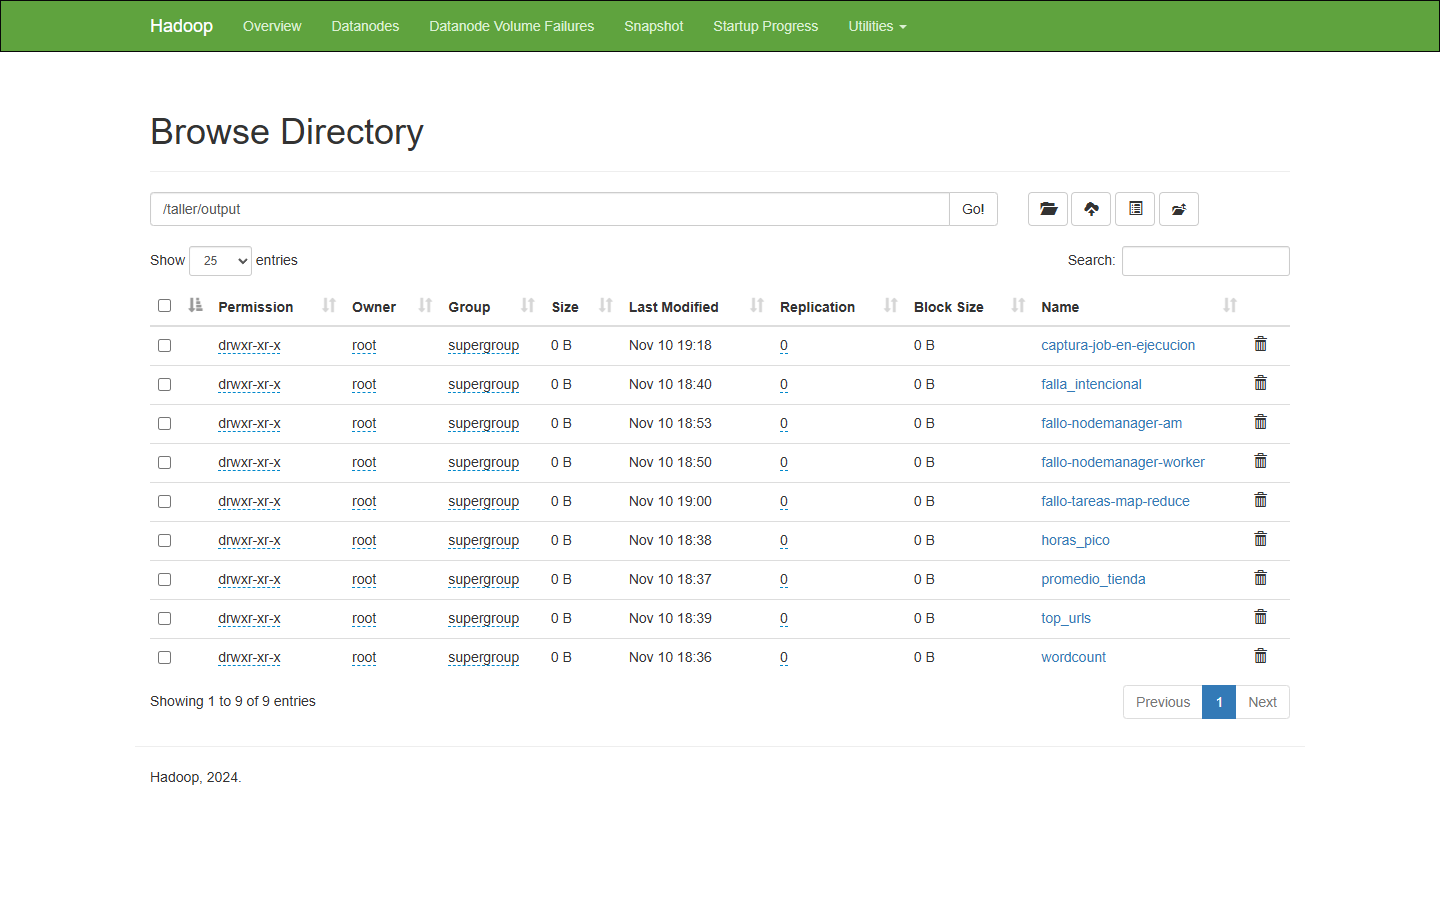 Hadoop Overview Datanodes Datanode Volume Failures Snapshot Startup Progress Utilities
Browse Directory
/taller/output Go!
Show 25 entries Search:
Permission Owner Group Size Last Modified Replication Block Size Name
drwxr-xr-x root supergroup 0 B Nov 10 19:18 0 0 B captura-job-en-ejecucion
drwxr-xr-x root supergroup 0 B Nov 10 18:40 0 0 B falla_intencional
drwxr-xr-x root supergroup 0 B Nov 10 18:53 0 0 B fallo-nodemanager-am
drwxr-xr-x root supergroup 0 B Nov 10 18:50 0 0 B fallo-nodemanager-worker
drwxr-xr-x root supergroup 0 B Nov 10 19:00 0 0 B fallo-tareas-map-reduce
drwxr-xr-x root supergroup 0 B Nov 10 18:38 0 0 B horas_pico
drwxr-xr-x root supergroup 0 B Nov 10 18:37 0 0 B promedio_tienda
drwxr-xr-x root supergroup 0 B Nov 10 18:39 0 0 B top_urls
drwxr-xr-x root supergroup 0 B Nov 10 18:36 0 0 B wordcount
Showing 1 to 9 of 9 entries Previous 1 Next
Hadoop, 2024.